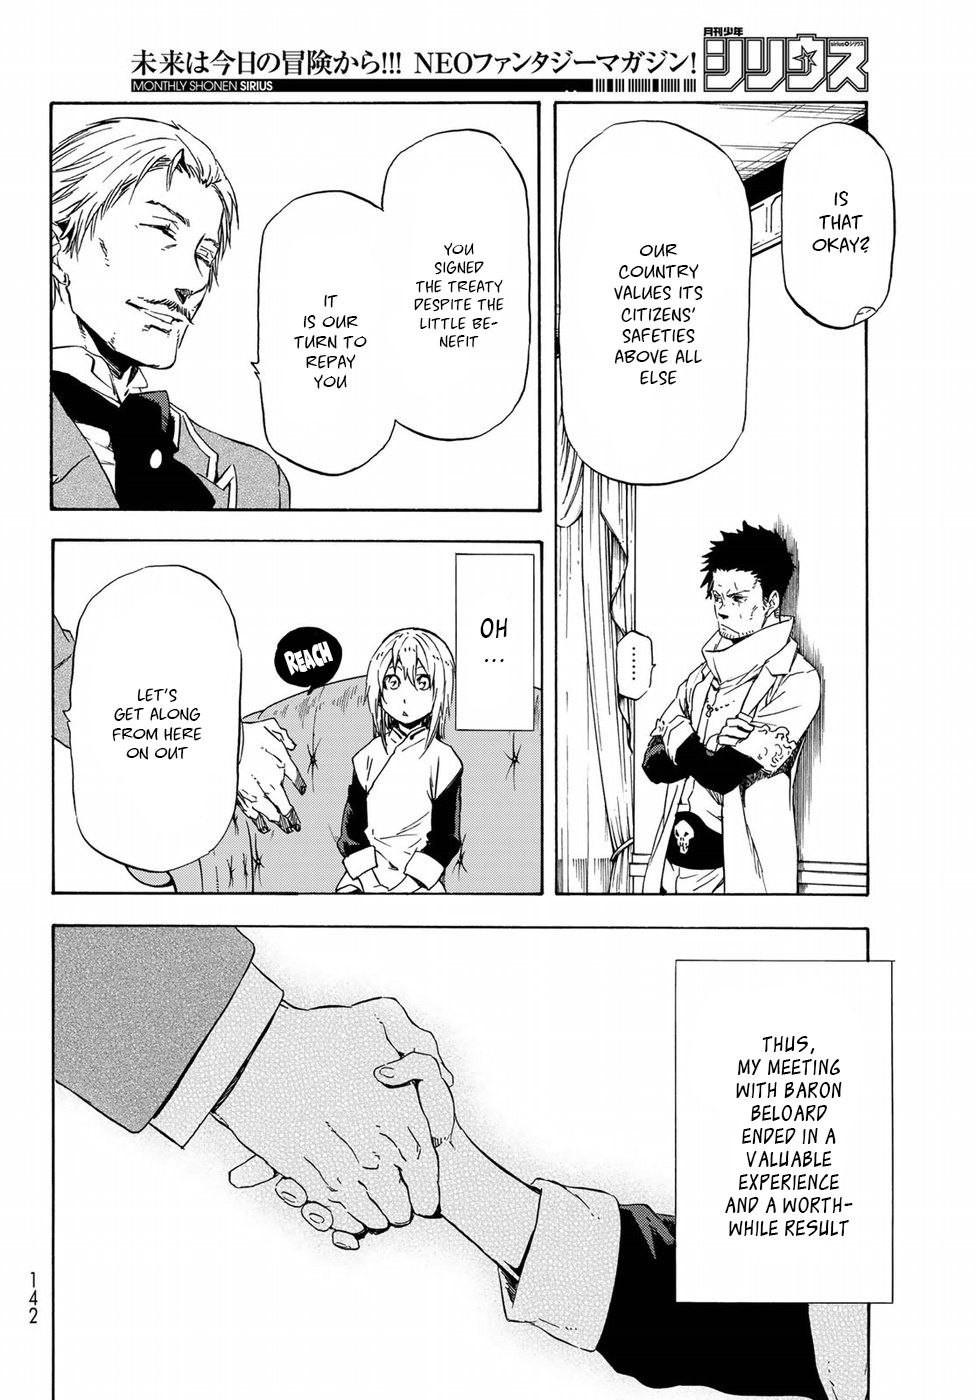 未来は今日の冒険から!!! NEOファンタジーマガジン!
MONTHLY SHONEN SIRIUS
月刊少年
シリウス
IS
THAT
OKAY?
OUR
COUNTRY
VALUES ITS
CITIZENS'
SAFETIES
ABOVE ALL
ELSE
......
YOU
SIGNED
THE TREATY
DESPITE THE
LITTLE BE-
NEFIT
IT
IS OUR
TURN TO
REPAY
YOU
OH
...
REACH
LET'S
GET ALONG
FROM HERE
ON OUT
THUS,
MY MEETING
WITH BARON
BELOARD
ENDED IN A
VALUABLE
EXPERIENCE
AND A WORTH-
WHILE RESULT
142